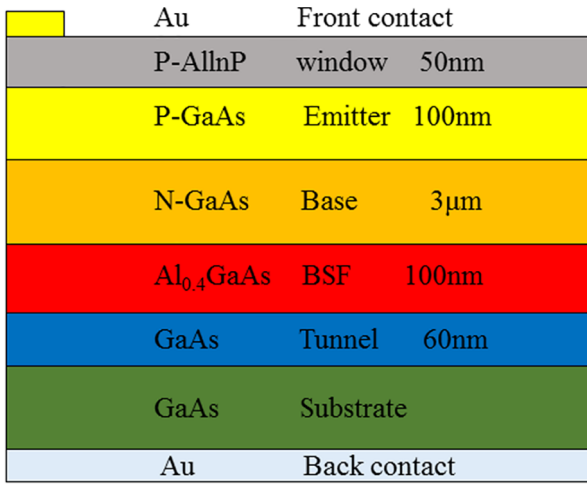 Au Front contact
P-AlInP window 50nm
P-GaAs Emitter 100nm
N-GaAs Base 3μm
Al0.4GaAs BSF 100nm
GaAs Tunnel 60nm
GaAs Substrate
Au Back contact